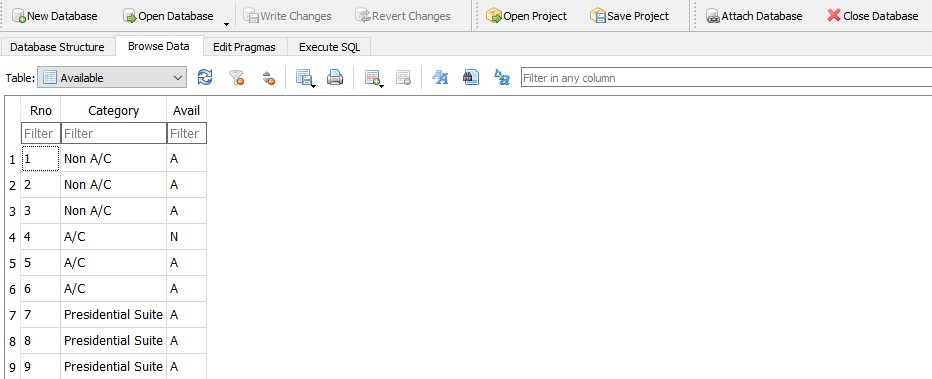 New Database Open Database Write Changes Revert Changes Open Project Save Project Attach Database Close Database
Database Structure Browse Data Edit Pragmas Execute SQL
Table: Available Filter in any column
Rno Category Avail
Filter Filter Filter
1 1 Non A/C A
2 2 Non A/C A
3 3 Non A/C A
4 4 A/C N
5 5 A/C A
6 6 A/C A
7 7 Presidential Suite A
8 8 Presidential Suite A
9 9 Presidential Suite A